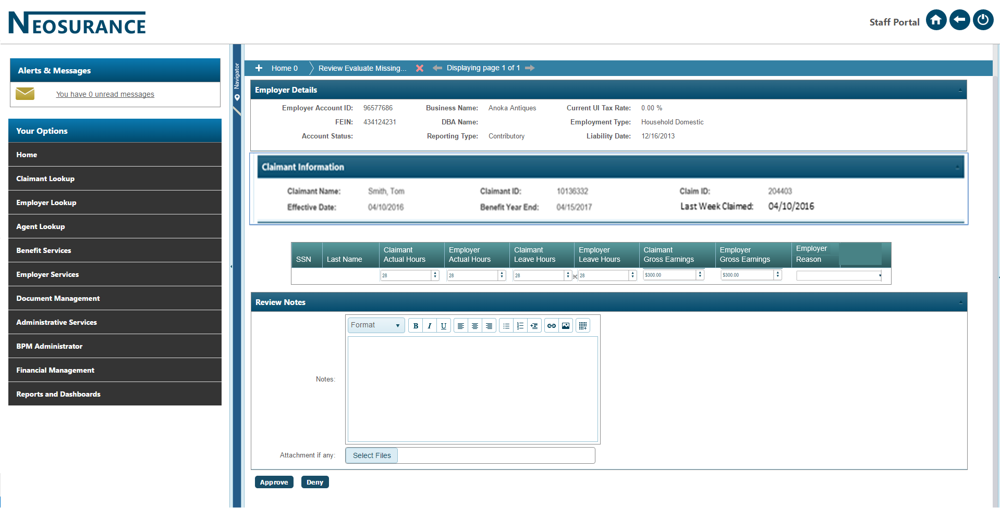 NEOSURANCE
Staff Portal
Alerts & Messages
You have 0 unread messages
Your Options
Home
Claimant Lookup
Employer Lookup
Agent Lookup
Benefit Services
Employer Services
Document Management
Administrative Services
BPM Administrator
Financial Management
Reports and Dashboards
Navigator
Home 0 Review Evaluate Missing... Displaying page 1 of 1
Employer Details
Employer Account ID: 96577686 Business Name: Anoka Antiques Current UI Tax Rate: 0.00 %
FEIN: 434124231 DBA Name: Employment Type: Household Domestic
Account Status: Reporting Type: Contributory Liability Date: 12/16/2013
Claimant Information
Claimant Name: Smith, Tom Claimant ID: 10136332 Claim ID: 204403
Effective Date: 04/10/2016 Benefit Year End: 04/15/2017 Last Week Claimed: 04/10/2016
SSN Last Name Claimant Actual Hours Employer Actual Hours Claimant Leave Hours Employer Leave Hours Claimant Gross Earnings Employer Gross Earnings Employer Reason
28 28 28 28 $300.00 $300.00
Review Notes
Format B I U
Notes:
Attachment if any: Select Files
Approve Deny